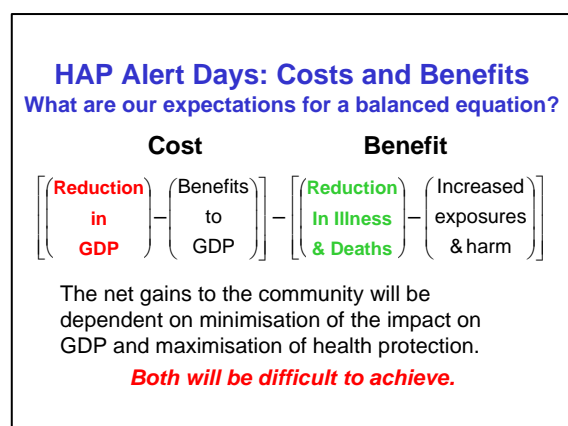 HAP Alert Days: Costs and Benefits
What are our expectations for a balanced equation?
Cost Benefit
[(Reduction in GDP) − (Benefits to GDP)] − [(Reduction In Illness & Deaths) − (Increased exposures & harm)]
The net gains to the community will be
dependent on minimisation of the impact on
GDP and maximisation of health protection.
Both will be difficult to achieve.